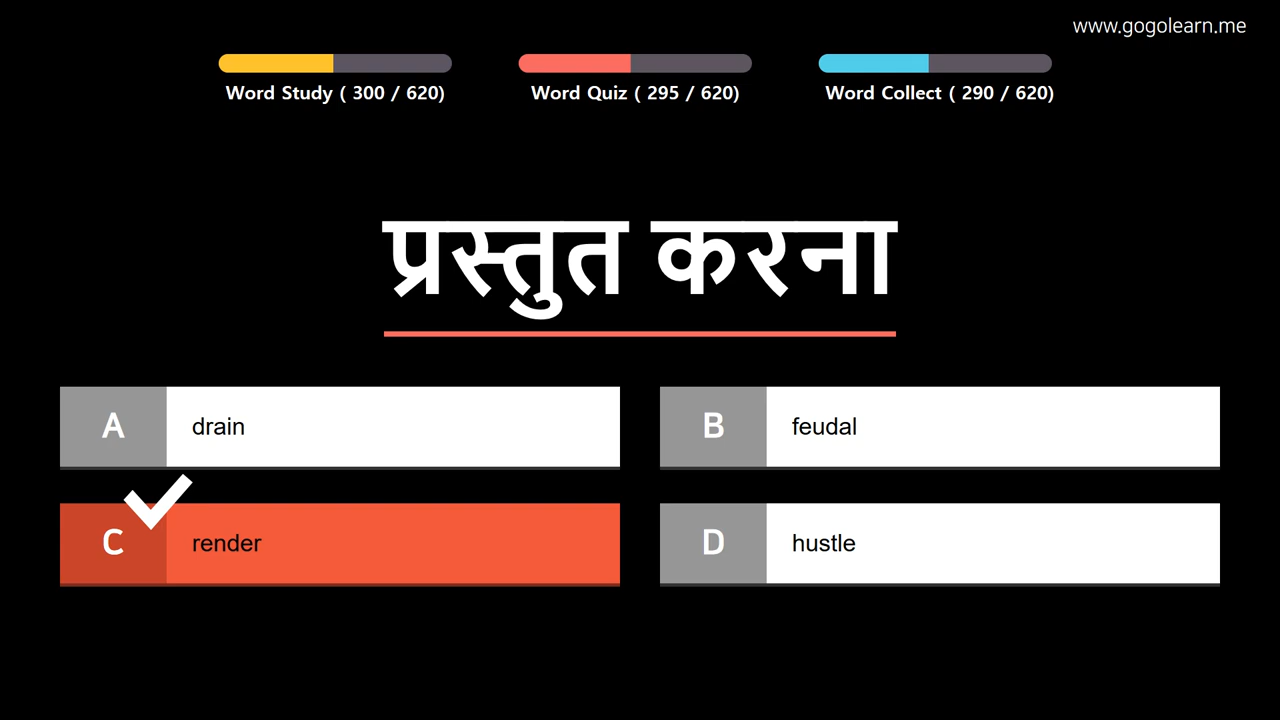 www.gogolearn.me
Word Study ( 300 / 620)
Word Quiz ( 295 / 620)
Word Collect ( 290 / 620)
प्रस्तुत करना
A drain
B feudal
C render
D hustle